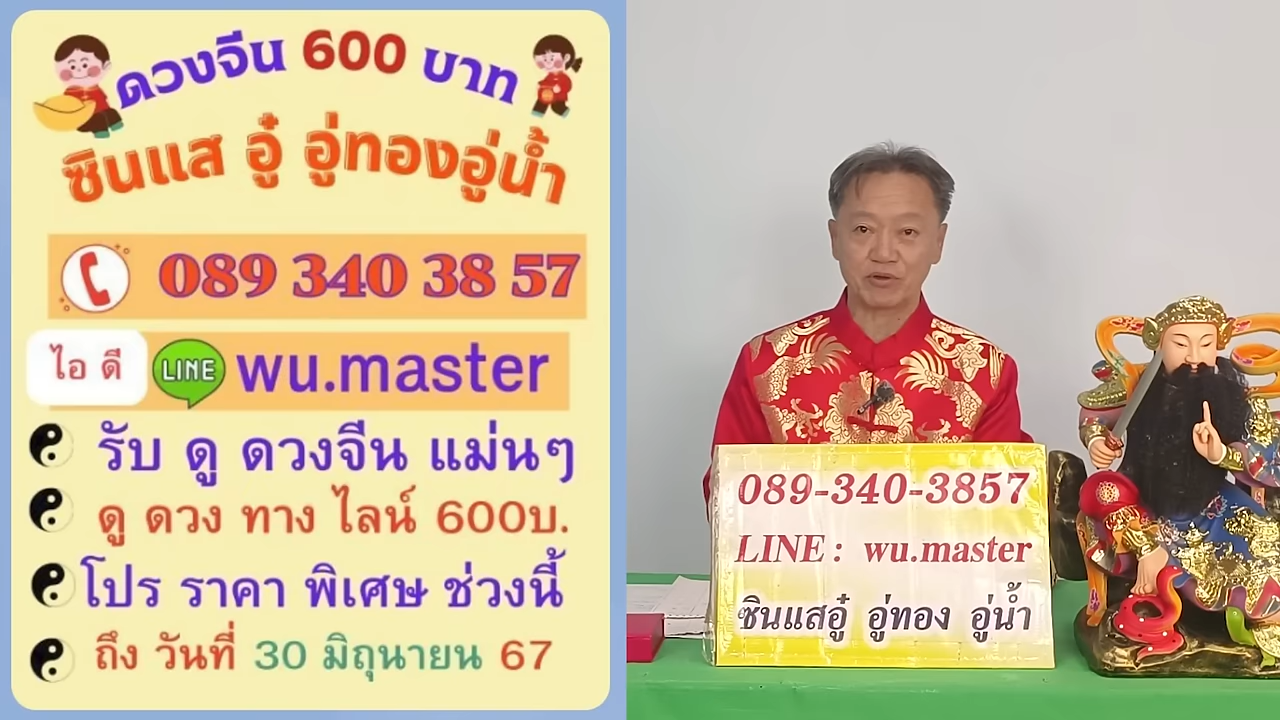 ดวงจีน 600 บาท
ซินแส อู๋ อู่ทองอู่น้ำ
089 340 38 57
ไอ ดี LINE wu.master
รับ ดู ดวงจีน แม่นๆ
ดู ดวง ทาง ไลน์ 600บ.
โปร ราคา พิเศษ ช่วงนี้
ถึง วันที่ 30 มิถุนายน 67
089-340-3857
LINE : wu.master
ซินแสอู๋ อู่ทอง อู่น้ำ